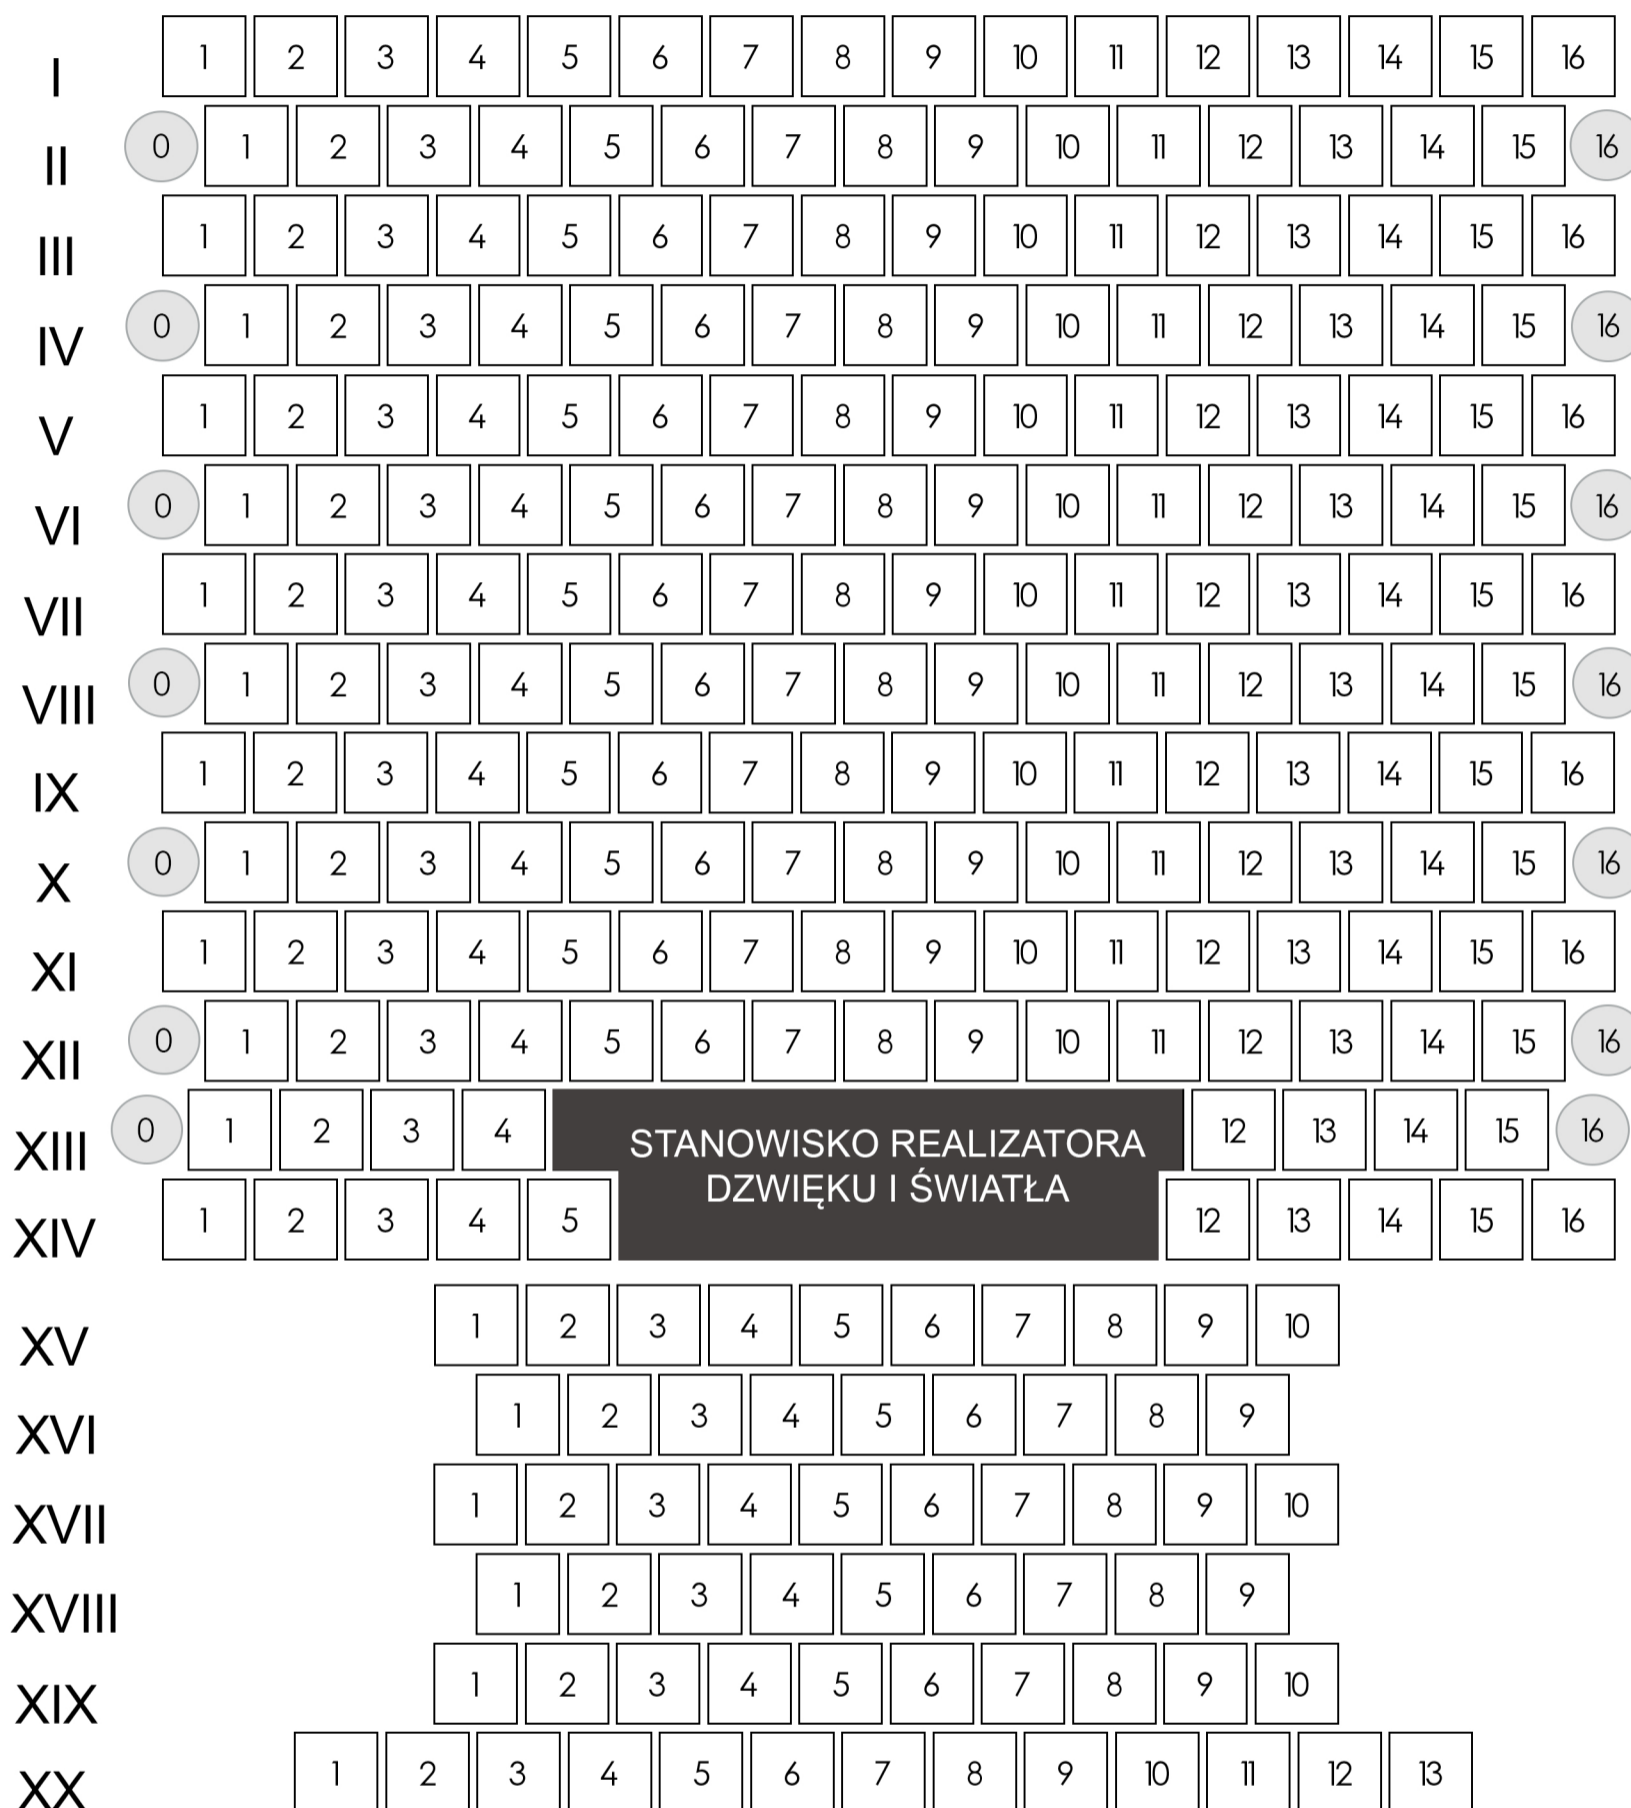 I 1 2 3 4 5 6 7 8 9 10 11 12 13 14 15 16
II 0 1 2 3 4 5 6 7 8 9 10 11 12 13 14 15 16
III 1 2 3 4 5 6 7 8 9 10 11 12 13 14 15 16
IV 0 1 2 3 4 5 6 7 8 9 10 11 12 13 14 15 16
V 1 2 3 4 5 6 7 8 9 10 11 12 13 14 15 16
VI 0 1 2 3 4 5 6 7 8 9 10 11 12 13 14 15 16
VII 1 2 3 4 5 6 7 8 9 10 11 12 13 14 15 16
VIII 0 1 2 3 4 5 6 7 8 9 10 11 12 13 14 15 16
IX 1 2 3 4 5 6 7 8 9 10 11 12 13 14 15 16
X 0 1 2 3 4 5 6 7 8 9 10 11 12 13 14 15 16
XI 1 2 3 4 5 6 7 8 9 10 11 12 13 14 15 16
XII 0 1 2 3 4 5 6 7 8 9 10 11 12 13 14 15 16
XIII 0 1 2 3 4 STANOWISKO REALIZATORA 12 13 14 15 16
DZWIĘKU I ŚWIATŁA
XIV 1 2 3 4 5 12 13 14 15 16
XV 1 2 3 4 5 6 7 8 9 10
XVI 1 2 3 4 5 6 7 8 9
XVII 1 2 3 4 5 6 7 8 9 10
XVIII 1 2 3 4 5 6 7 8 9
XIX 1 2 3 4 5 6 7 8 9 10
XX 1 2 3 4 5 6 7 8 9 10 11 12 13